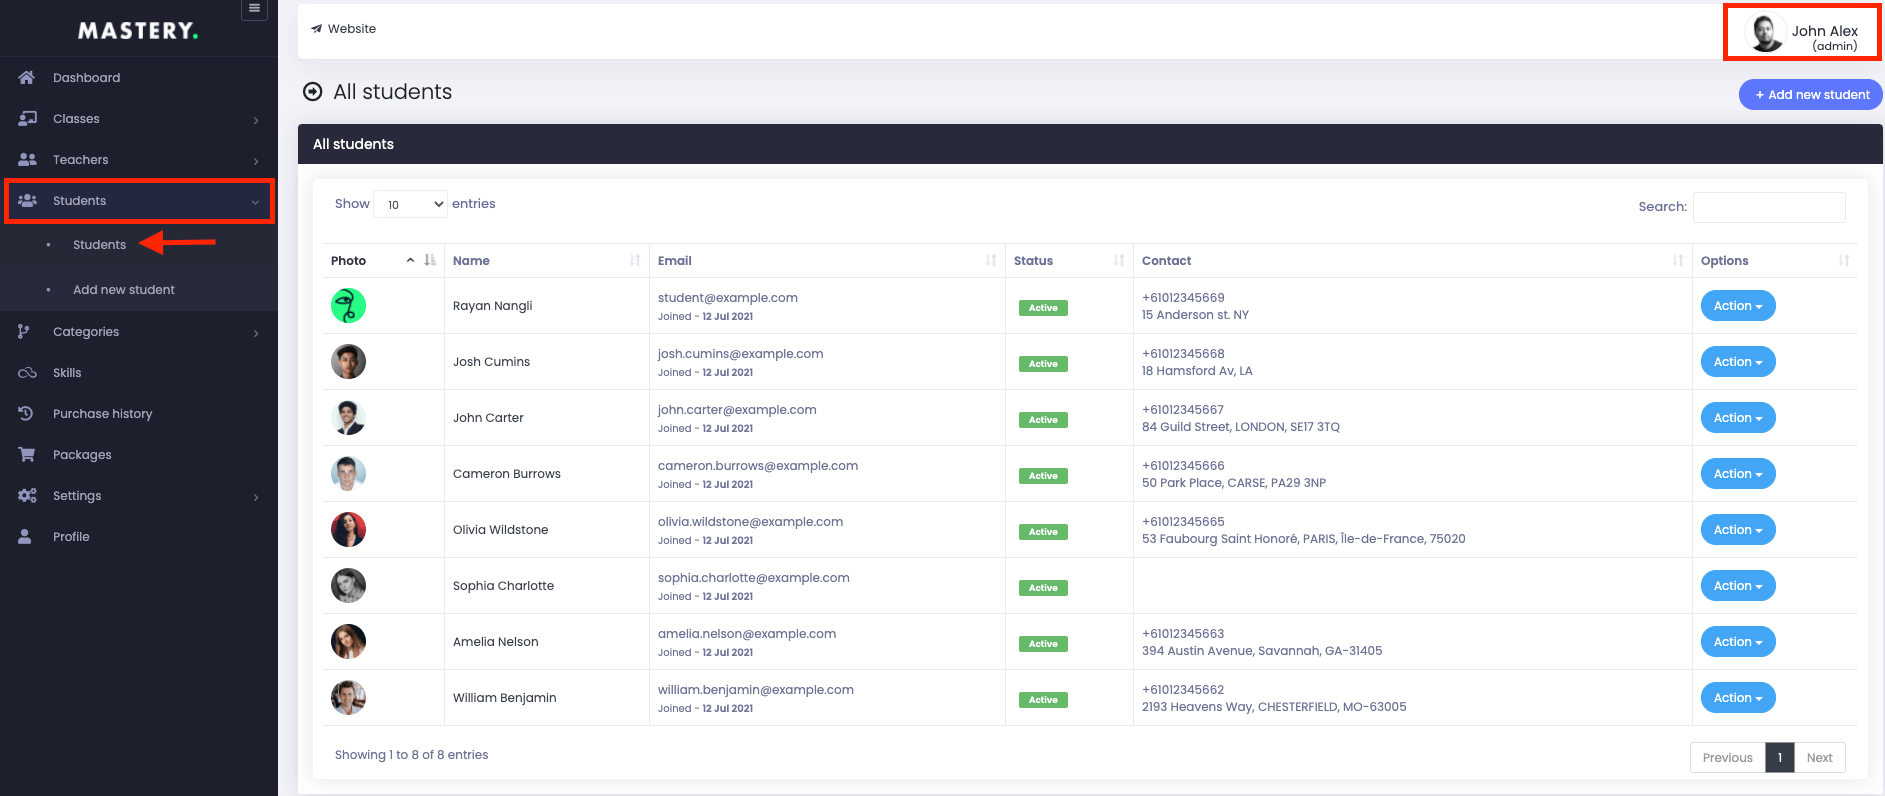 MASTERY.
Dashboard
Classes
Teachers
Students
Students
Add new student
Categories
Skills
Purchase history
Packages
Settings
Profile
Website
John Alex
(admin)
All students
+ Add new student
All students
Show 10 entries
Search:
Photo Name Email Status Contact Options
Rayan Nangli student@example.com Active +61012345669 Action
Joined - 12 Jul 2021 15 Anderson st. NY
Josh Cumins josh.cumins@example.com Active +61012345668 Action
Joined - 12 Jul 2021 18 Hamsford Av, LA
John Carter john.carter@example.com Active +61012345667 Action
Joined - 12 Jul 2021 84 Guild Street, LONDON, SE17 3TQ
Cameron Burrows cameron.burrows@example.com Active +61012345666 Action
Joined - 12 Jul 2021 50 Park Place, CARSE, PA29 3NP
Olivia Wildstone olivia.wildstone@example.com Active +61012345665 Action
Joined - 12 Jul 2021 53 Faubourg Saint Honoré, PARIS, Île-de-France, 75020
Sophia Charlotte sophia.charlotte@example.com Active Action
Joined - 12 Jul 2021
Amelia Nelson amelia.nelson@example.com Active +61012345663 Action
Joined - 12 Jul 2021 394 Austin Avenue, Savannah, GA-31405
William Benjamin william.benjamin@example.com Active +61012345662 Action
Joined - 12 Jul 2021 2193 Heavens Way, CHESTERFIELD, MO-63005
Showing 1 to 8 of 8 entries
Previous 1 Next